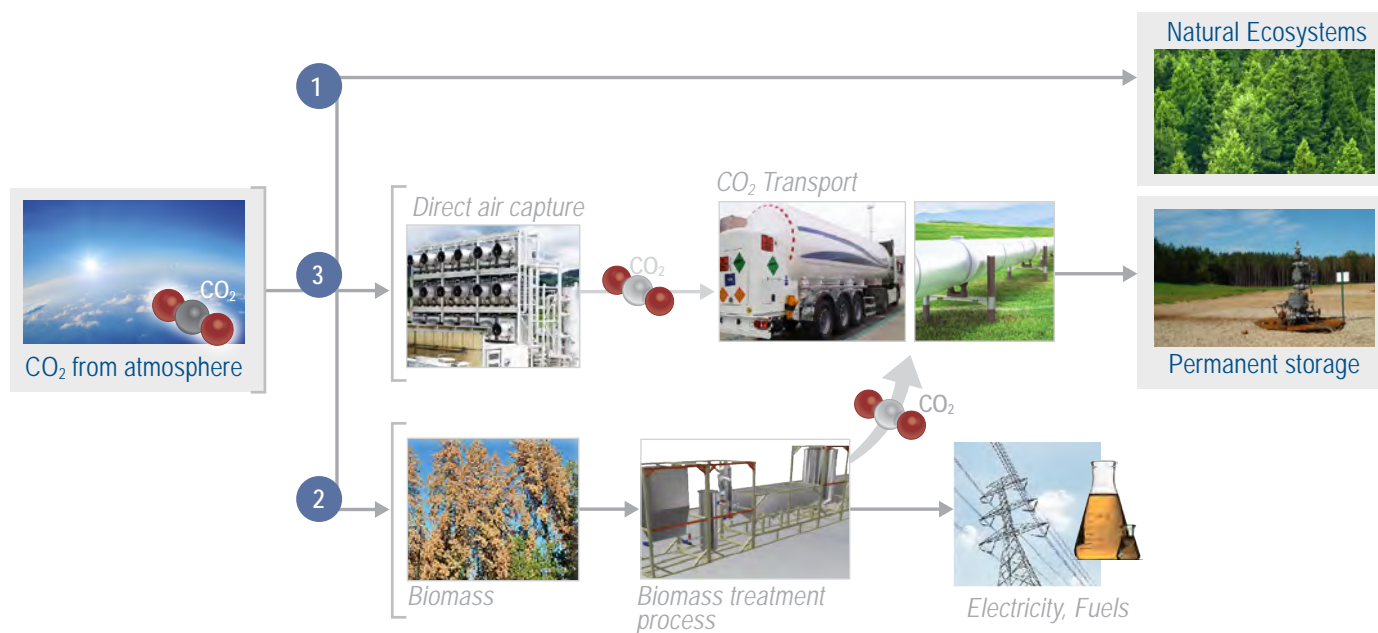 Natural Ecosystems
1
CO₂ Transport
Direct air capture
CO₂
3
CO₂
CO₂ from atmosphere
Permanent storage
CO₂
2
Biomass
Biomass treatment
process
Electricity, Fuels